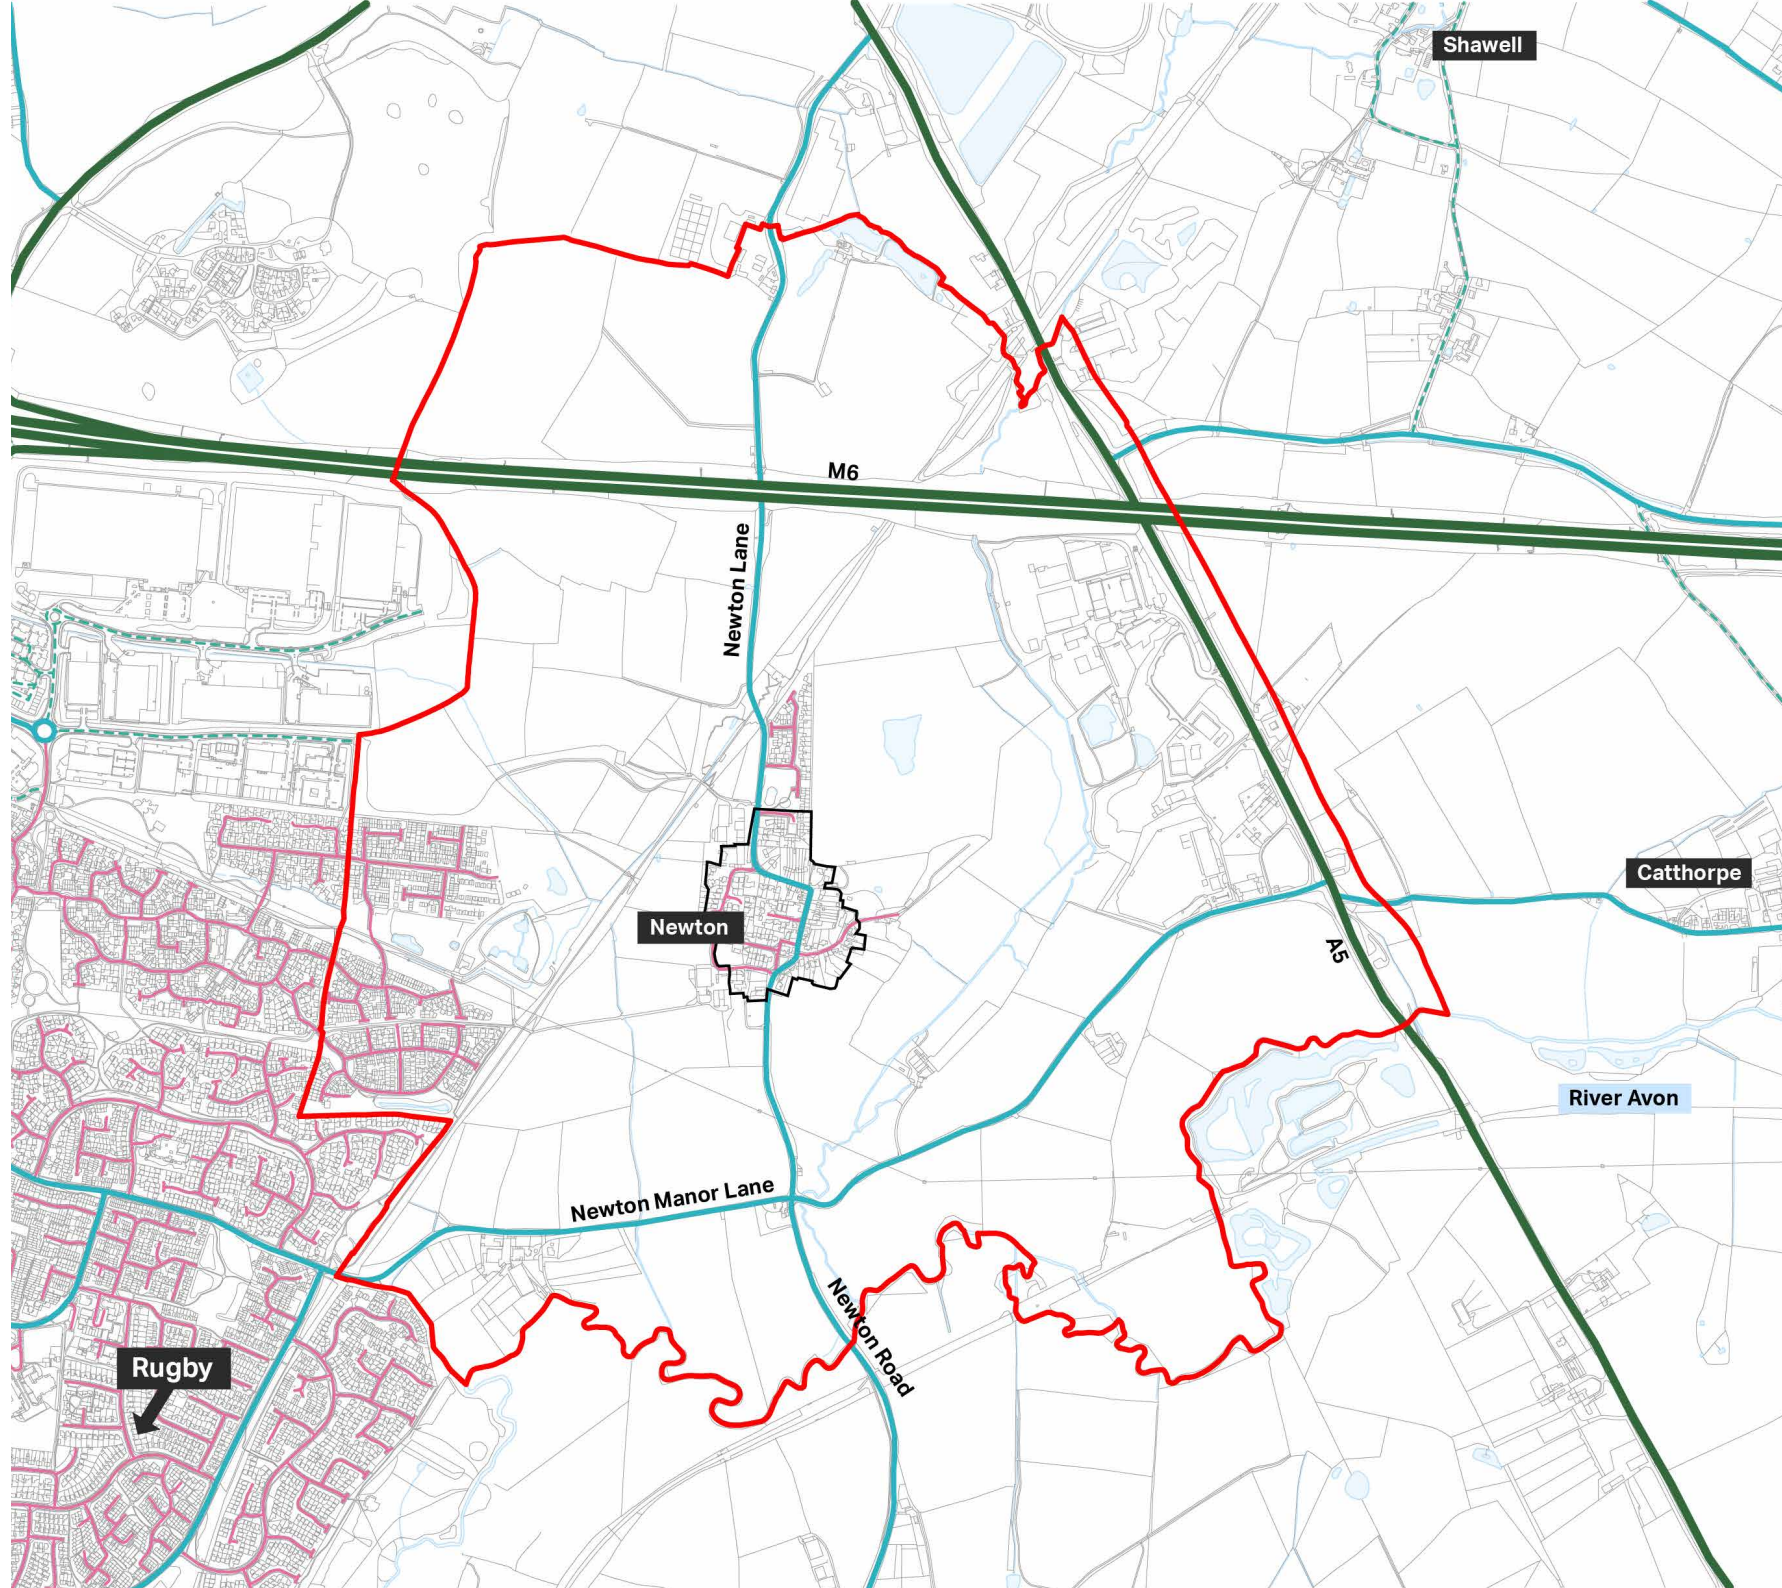 Shawell
M6
Newton Lane
Catthorpe
Newton
A5
River Avon
Newton Manor Lane
Newton Road
Rugby